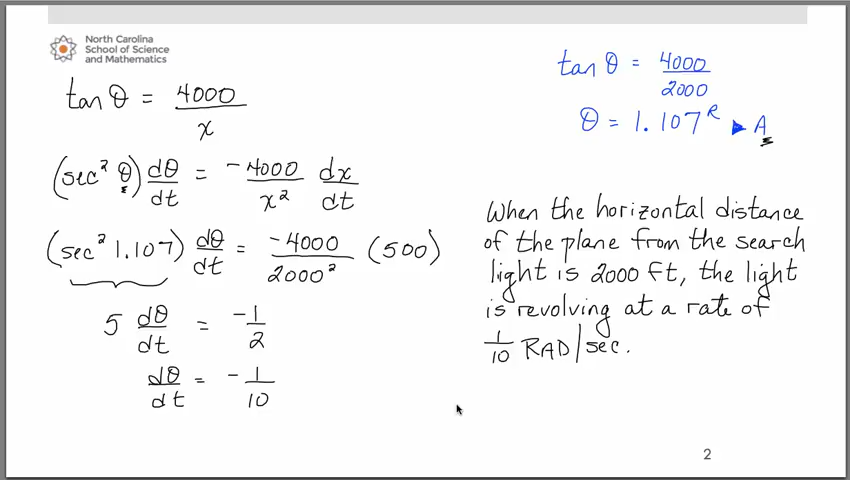 North Carolina
School of Science
and Mathematics
tan θ = 4000/x
(sec² θ) dθ/dt = -4000/x² dx/dt
(sec² 1.107) dθ/dt = -4000/2000² (500)
5 dθ/dt = -1/2
dθ/dt = -1/10
tan θ = 4000/2000
θ = 1.107ᴿ ▸ A
When the horizontal distance
of the plane from the search
light is 2000 ft, the light
is revolving at a rate of
1/10 RAD/sec.
2